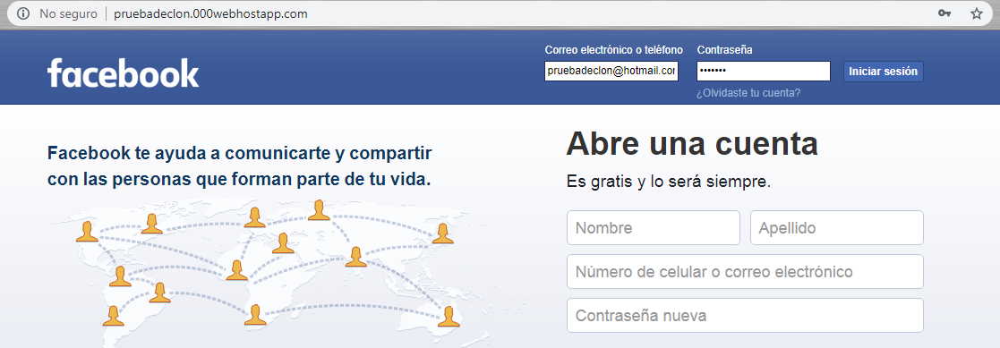 No seguro pruebadeclon.000webhostapp.com
facebook
Correo electrónico o teléfono Contraseña
pruebadeclon@hotmail.cor ••••••• Iniciar sesión
¿Olvidaste tu cuenta?
Facebook te ayuda a comunicarte y compartir
con las personas que forman parte de tu vida.
Abre una cuenta
Es gratis y lo será siempre.
Nombre Apellido
Número de celular o correo electrónico
Contraseña nueva